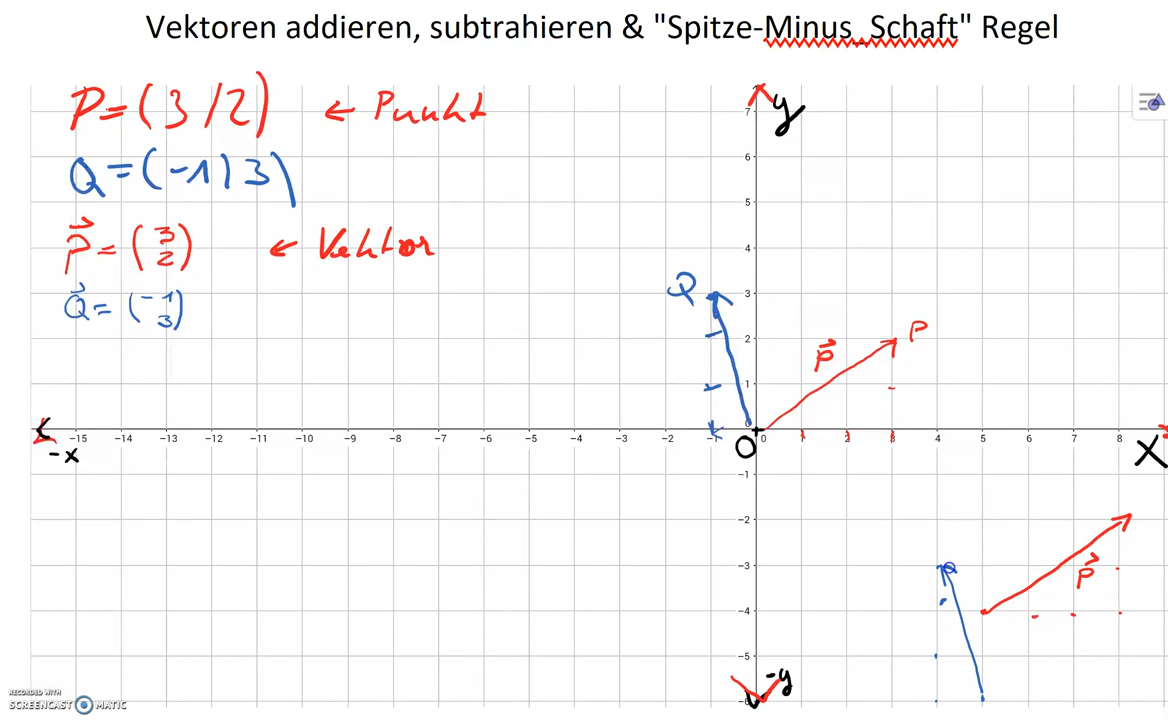 Vektoren addieren, subtrahieren & "Spitze-Minus_Schaft" Regel
P = (3/2) ← Punkt
Q = (-1|3)
P⃗ = (3 2) ← Vektor
Q⃗ = (-1 3)
y
7
6
5
4
3
2
1
0
-1
-2
-3
-4
-5
-6
-15 -14 -13 -12 -11 -10 -9 -8 -7 -6 -5 -4 -3 -2 -1 0 1 2 3 4 5 6 7 8
-x
O
X
-y
Q
P⃗
P
Q
P⃗
RECORDED WITH
SCREENCAST MATIC